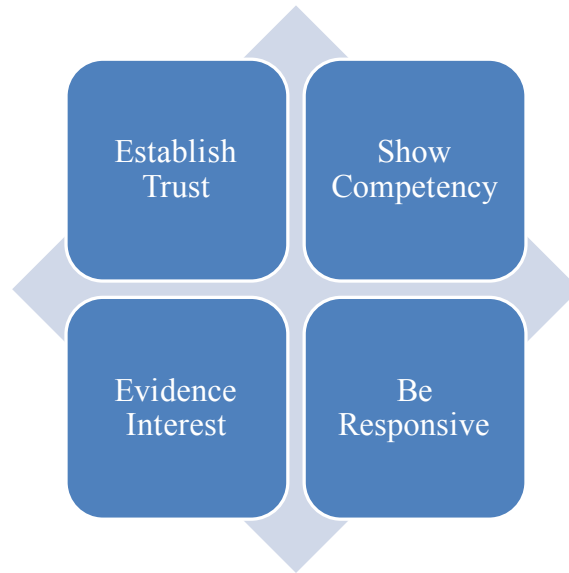 Establish
Trust
Show
Competency
Evidence
Interest
Be
Responsive